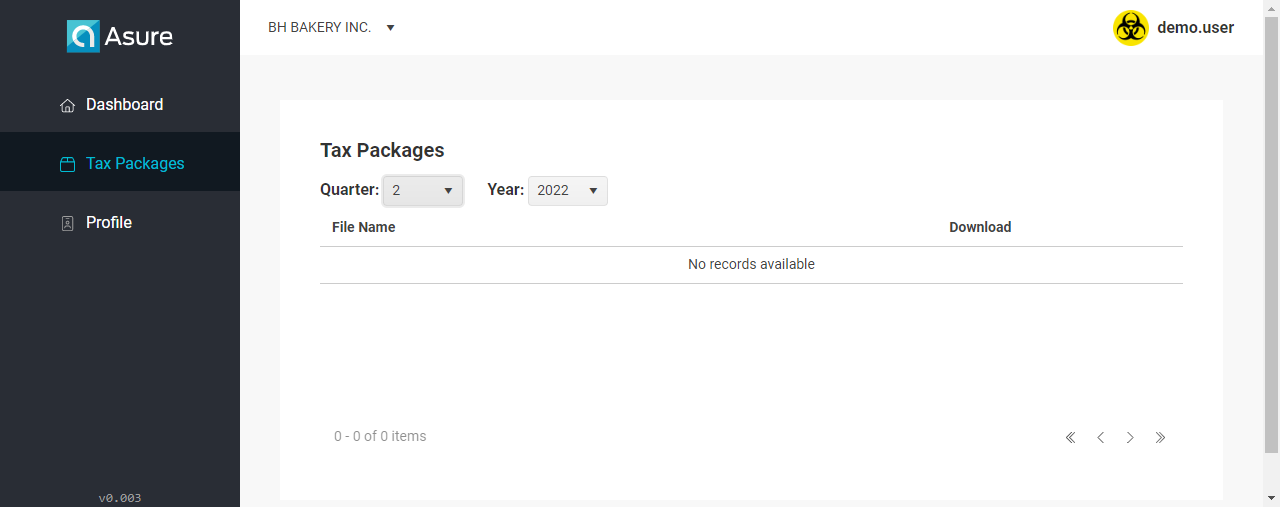 Asure
BH BAKERY INC.
demo.user
Dashboard
Tax Packages
Profile
v0.003
Tax Packages
Quarter: 2 Year: 2022
File Name Download
No records available
0 - 0 of 0 items